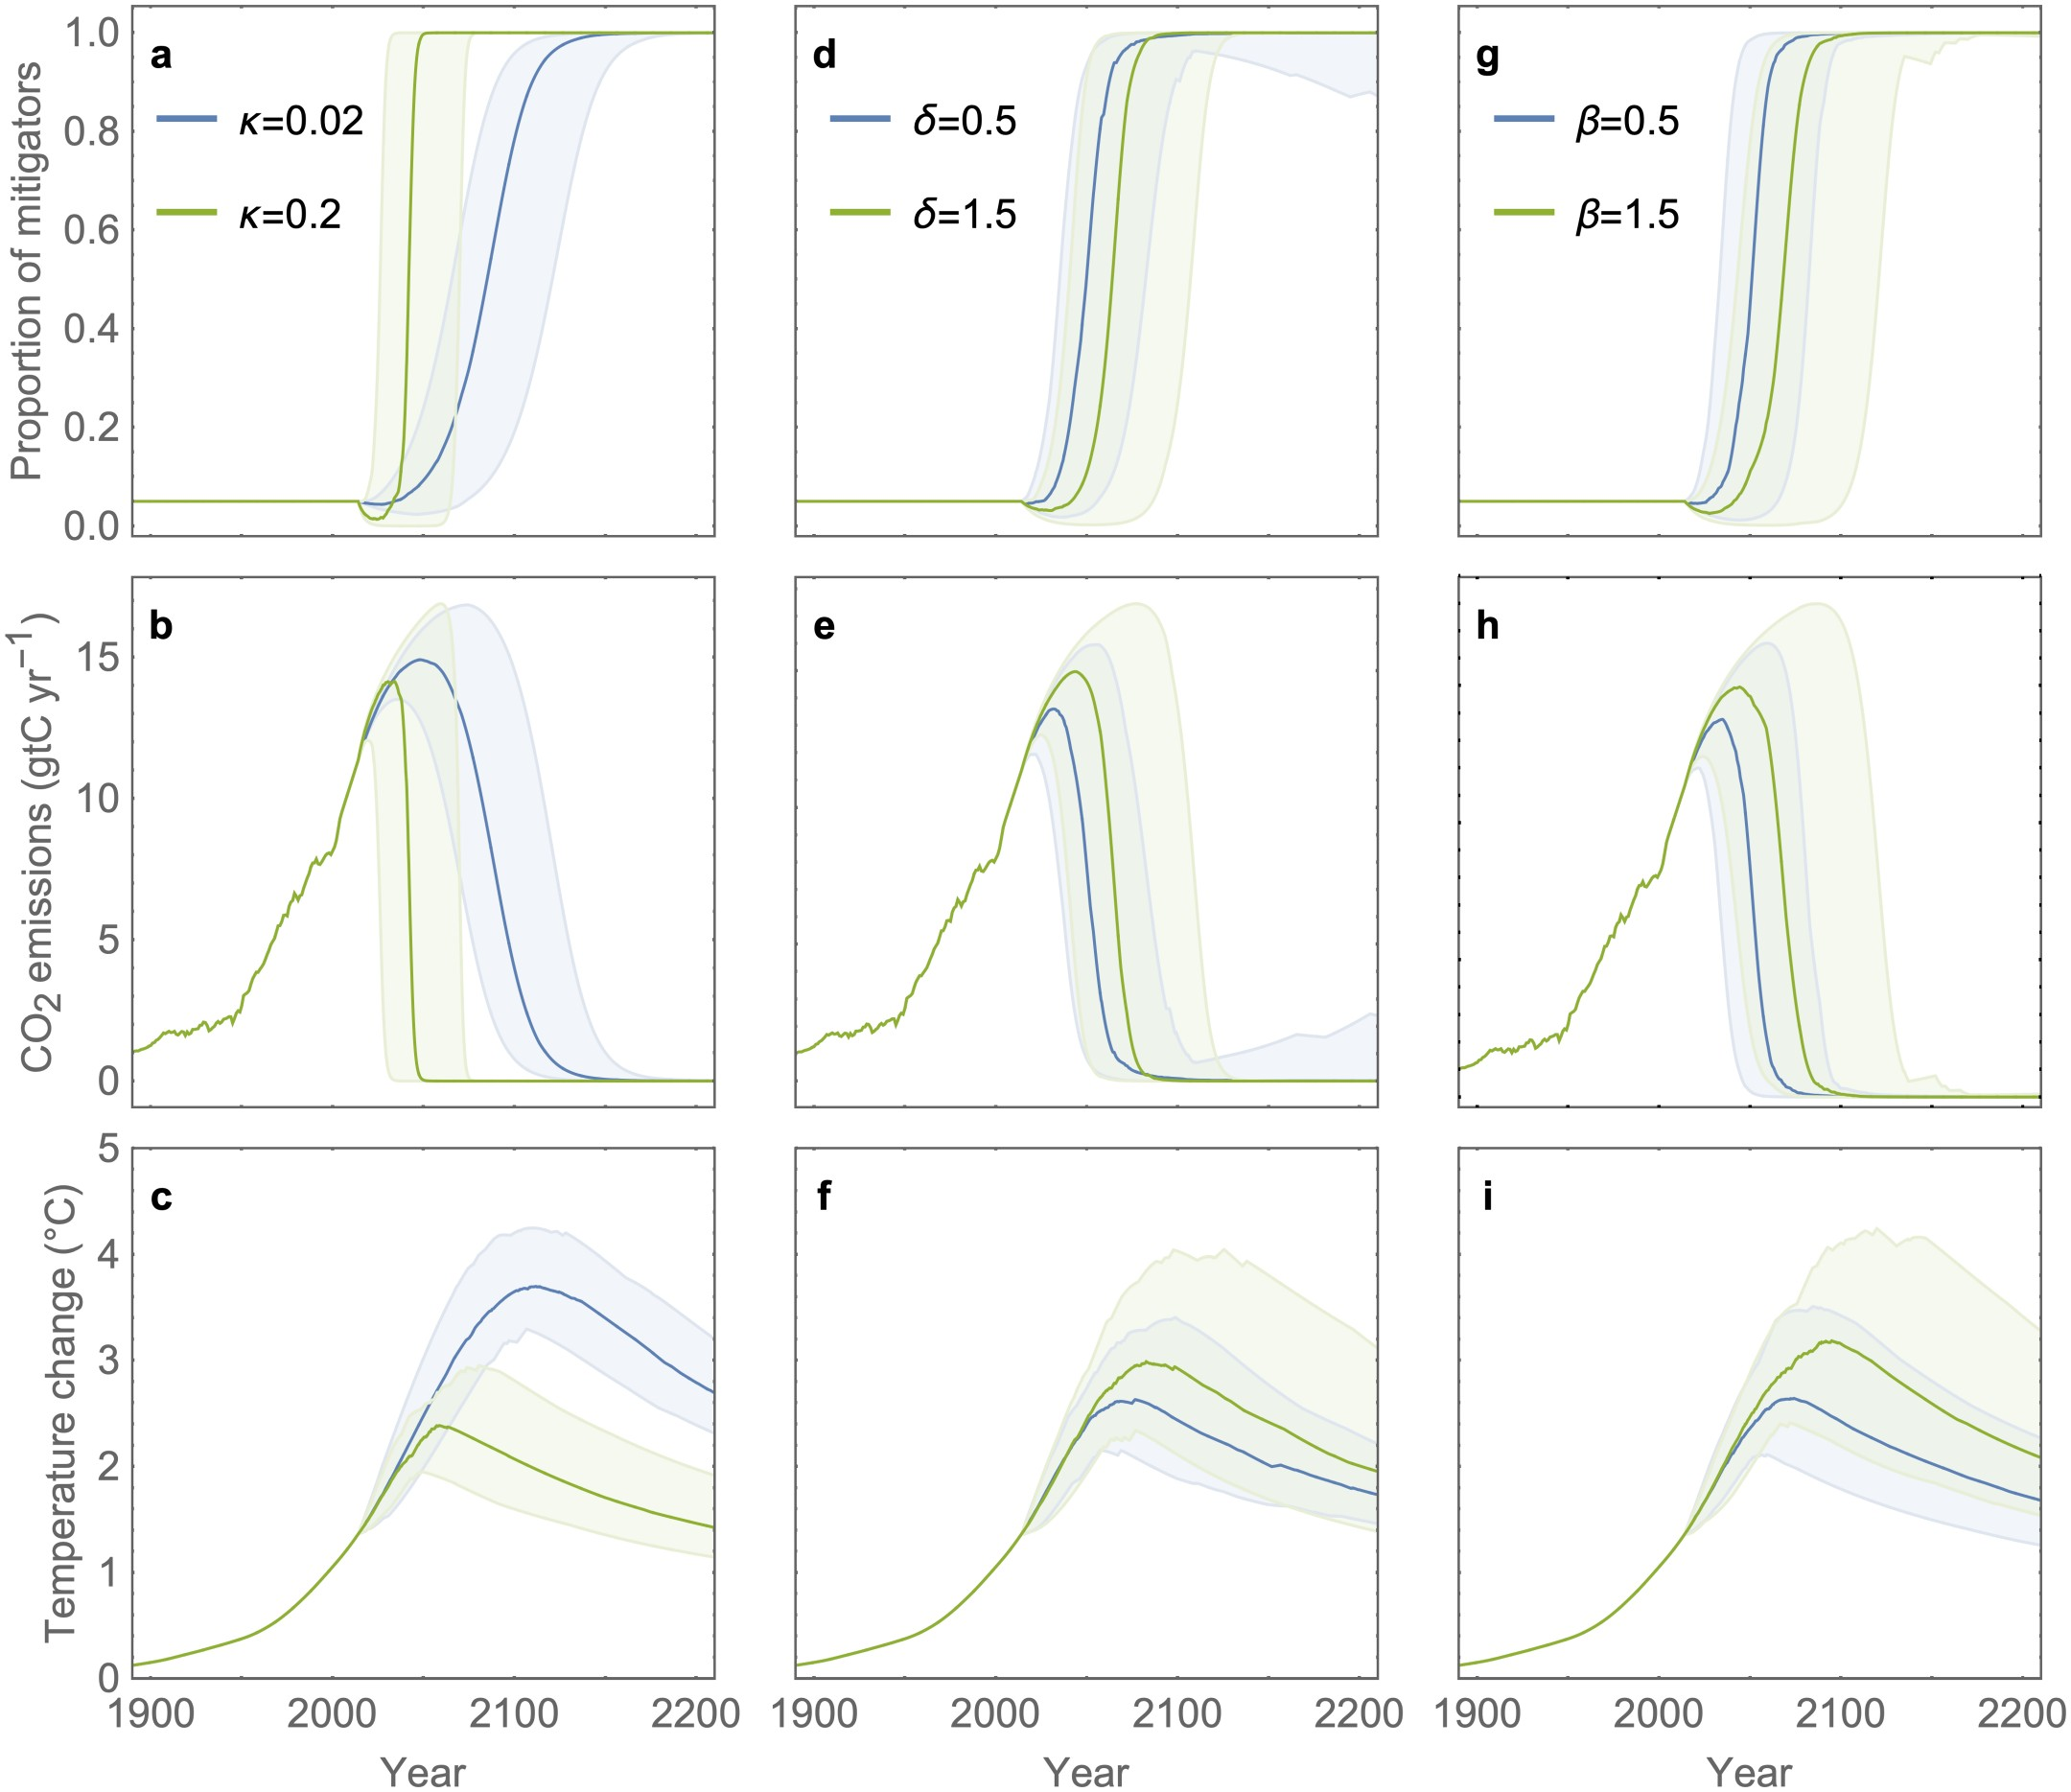 a
d
g
κ=0.02
κ=0.2
δ=0.5
δ=1.5
β=0.5
β=1.5
Proportion of mitigators
1.0
0.8
0.6
0.4
0.2
0.0
b
e
h
CO2 emissions (gtC yr−1)
15
10
5
0
c
f
i
Temperature change (°C)
5
4
3
2
1
0
1900 2000 2100 2200
1900 2000 2100 2200
1900 2000 2100 2200
Year
Year
Year